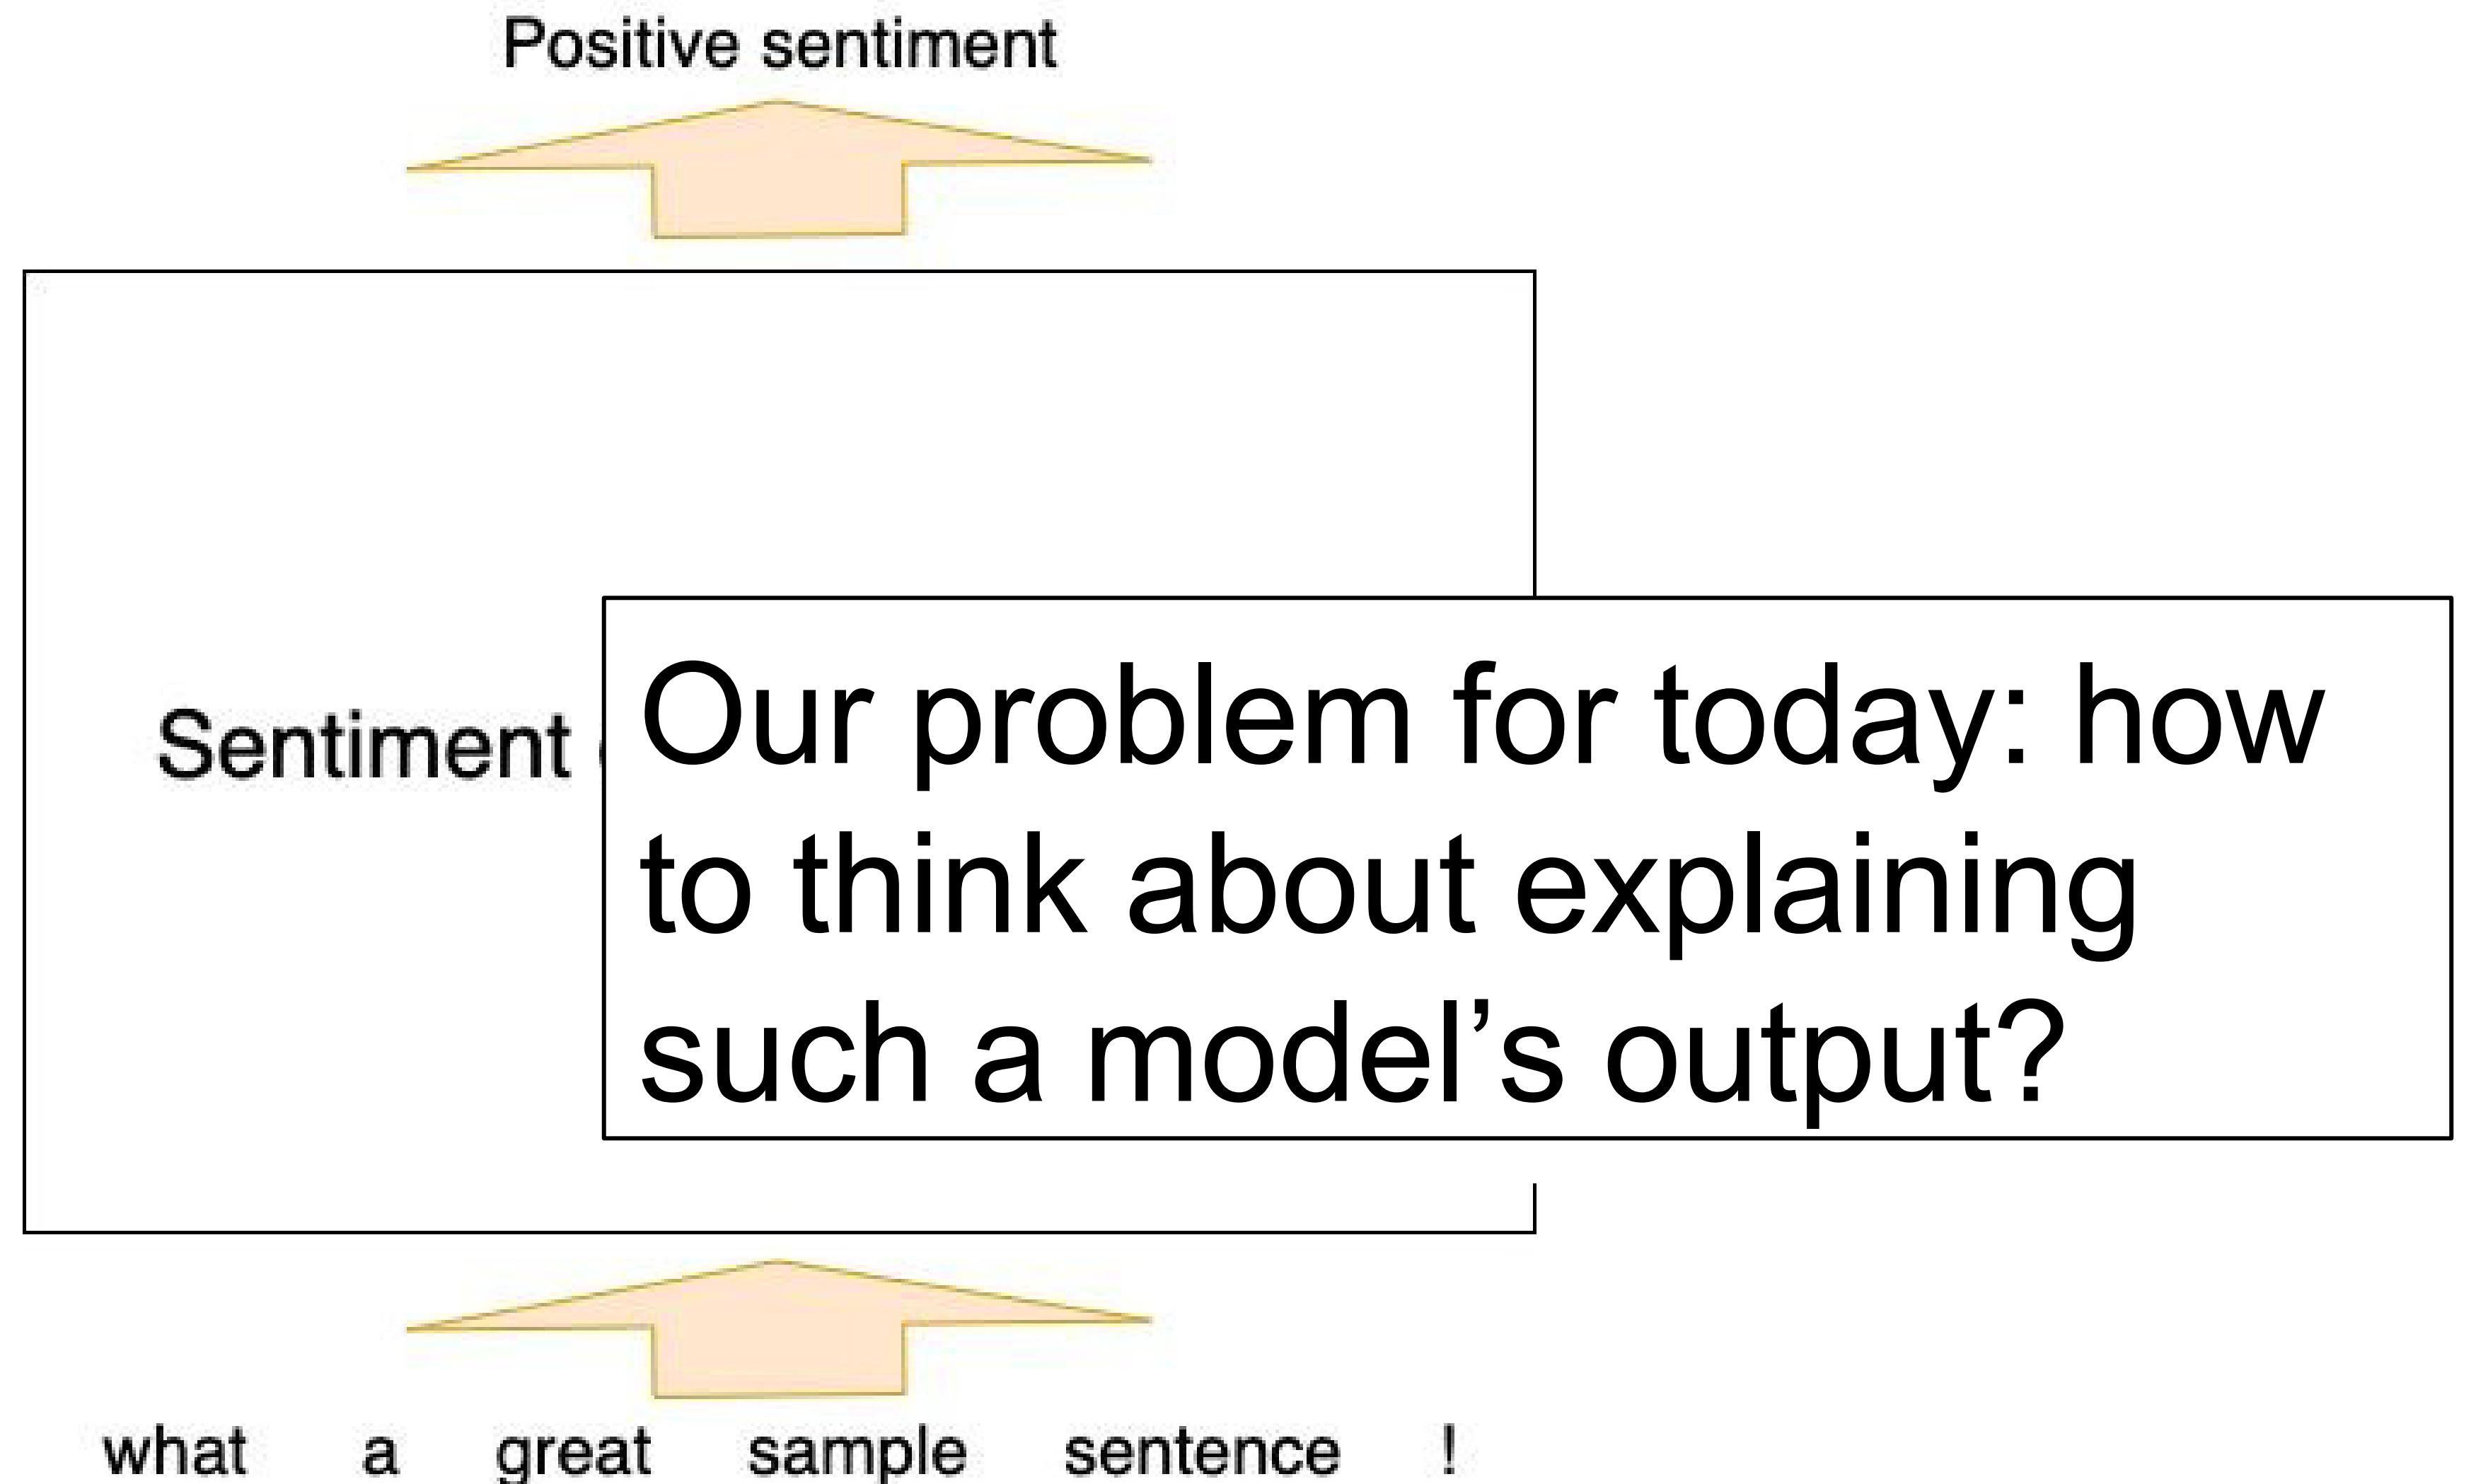 Positive sentiment
Sentiment
Our problem for today: how
to think about explaining
such a model’s output?
what a great sample sentence !